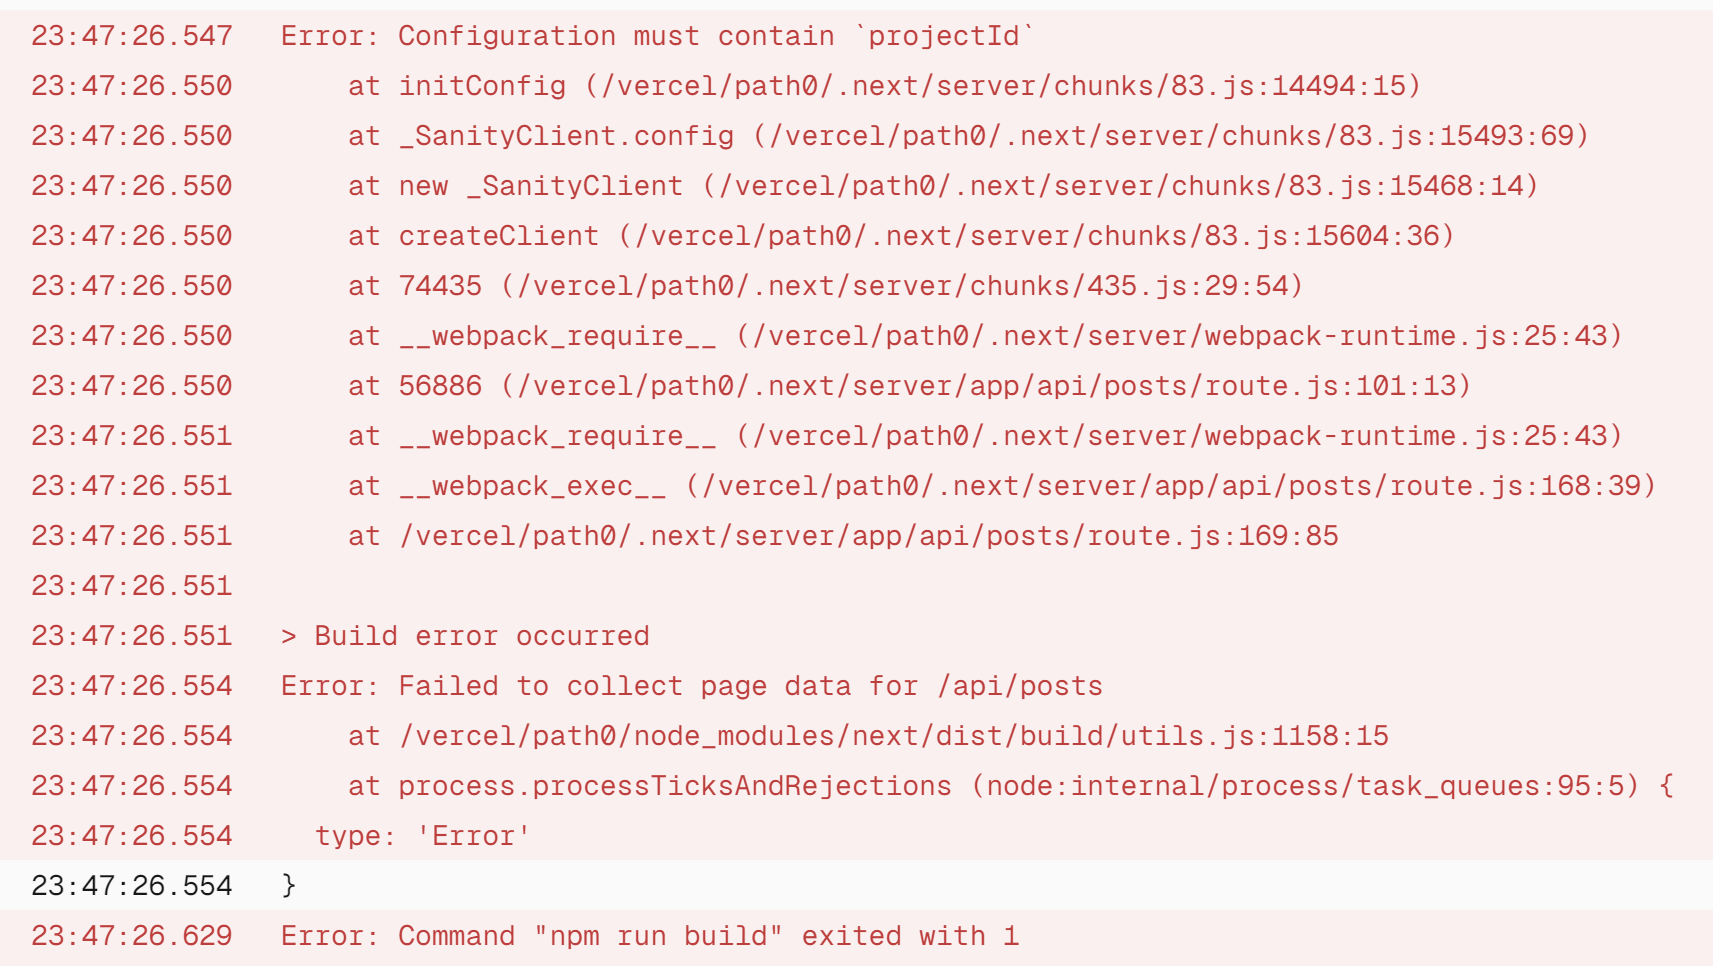 23:47:26.547 Error: Configuration must contain `projectId`
23:47:26.550 at initConfig (/vercel/path0/.next/server/chunks/83.js:14494:15)
23:47:26.550 at _SanityClient.config (/vercel/path0/.next/server/chunks/83.js:15493:69)
23:47:26.550 at new _SanityClient (/vercel/path0/.next/server/chunks/83.js:15468:14)
23:47:26.550 at createClient (/vercel/path0/.next/server/chunks/83.js:15604:36)
23:47:26.550 at 74435 (/vercel/path0/.next/server/chunks/435.js:29:54)
23:47:26.550 at __webpack_require__ (/vercel/path0/.next/server/webpack-runtime.js:25:43)
23:47:26.550 at 56886 (/vercel/path0/.next/server/app/api/posts/route.js:101:13)
23:47:26.551 at __webpack_require__ (/vercel/path0/.next/server/webpack-runtime.js:25:43)
23:47:26.551 at __webpack_exec__ (/vercel/path0/.next/server/app/api/posts/route.js:168:39)
23:47:26.551 at /vercel/path0/.next/server/app/api/posts/route.js:169:85
23:47:26.551
23:47:26.551 > Build error occurred
23:47:26.554 Error: Failed to collect page data for /api/posts
23:47:26.554 at /vercel/path0/node_modules/next/dist/build/utils.js:1158:15
23:47:26.554 at process.processTicksAndRejections (node:internal/process/task_queues:95:5) {
23:47:26.554 type: 'Error'
23:47:26.554 }
23:47:26.629 Error: Command "npm run build" exited with 1